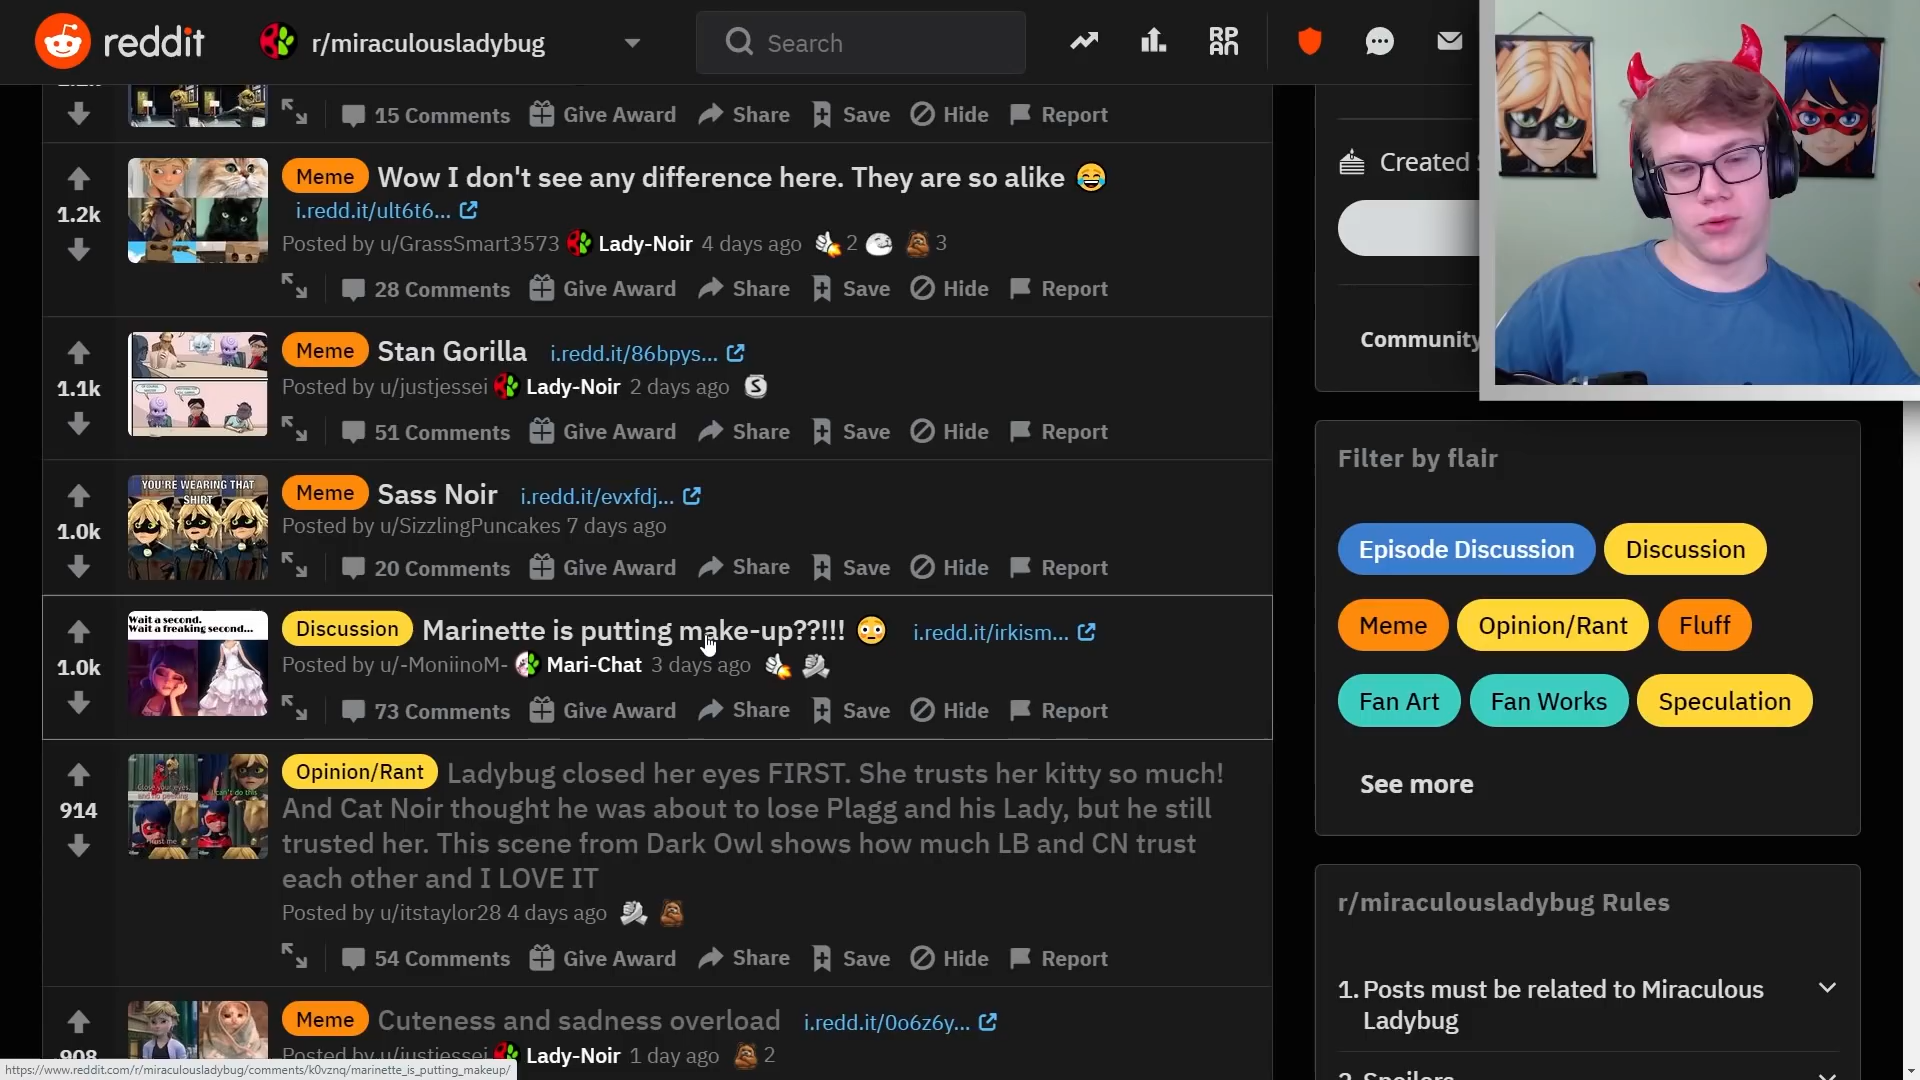 reddit r/miraculousladybug Search
15 Comments Give Award Share Save Hide Report
Meme Wow I don't see any difference here. They are so alike 😂
i.redd.it/ult6t6...
Posted by u/GrassSmart3573 Lady-Noir 4 days ago 2 3
1.2k
28 Comments Give Award Share Save Hide Report
Meme Stan Gorilla i.redd.it/86bpys...
Posted by u/justjessei Lady-Noir 2 days ago S
1.1k
51 Comments Give Award Share Save Hide Report
YOU'RE WEARING THAT
SHIRT
Meme Sass Noir i.redd.it/evxfdj...
Posted by u/SizzlingPuncakes 7 days ago
1.0k
20 Comments Give Award Share Save Hide Report
Wait a second.
Wait a freaking second...
Discussion Marinette is putting make-up??!!! 😳 i.redd.it/irkism...
Posted by u/-MoniinoM- Mari-Chat 3 days ago
1.0k
73 Comments Give Award Share Save Hide Report
Opinion/Rant Ladybug closed her eyes FIRST. She trusts her kitty so much!
And Cat Noir thought he was about to lose Plagg and his Lady, but he still
trusted her. This scene from Dark Owl shows how much LB and CN trust
each other and I LOVE IT
914
Posted by u/itstaylor28 4 days ago
54 Comments Give Award Share Save Hide Report
Meme Cuteness and sadness overload i.redd.it/0o6z6y...
908
Posted by u/justjessei Lady-Noir 1 day ago 2
https://www.reddit.com/r/miraculousladybug/comments/k0vznq/marinette_is_putting_makeup/
Created
Community
Filter by flair
Episode Discussion Discussion
Meme Opinion/Rant Fluff
Fan Art Fan Works Speculation
See more
r/miraculousladybug Rules
1. Posts must be related to Miraculous
Ladybug
2. Spoilers